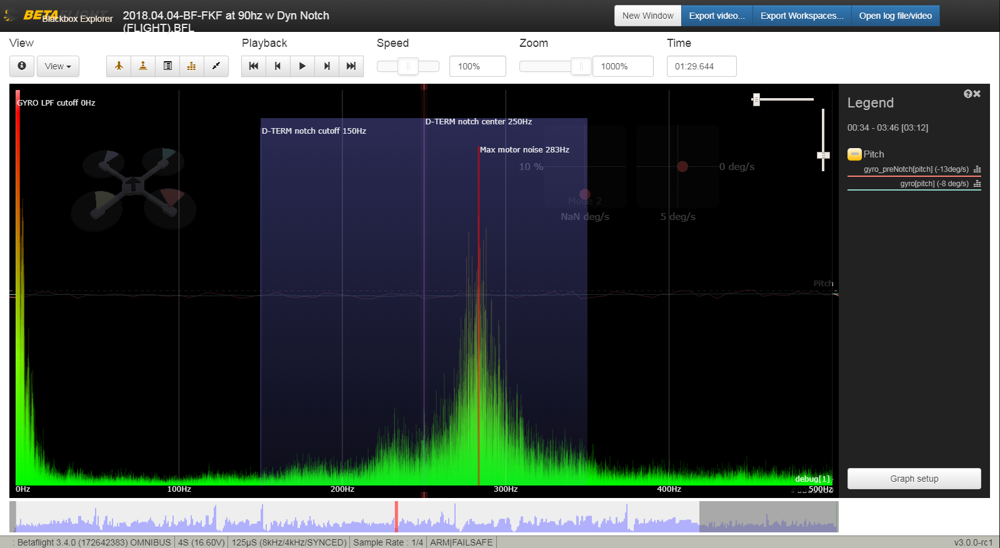 BETAFLIGHT
Blackbox Explorer
2018.04.04-BF-FKF at 90hz w Dyn Notch
(FLIGHT).BFL
New Window
Export video...
Export Workspaces...
Open log file/video
View
Playback
Speed
Zoom
Time
View
100%
1000%
01:29.644
GYRO LPF cutoff 0Hz
D-TERM notch cutoff 150Hz
D-TERM notch center 250Hz
Max motor noise 283Hz
10 %
0 deg/s
Mode 2
NaN deg/s
5 deg/s
Pitch
debug[1]
0Hz
100Hz
200Hz
300Hz
400Hz
500Hz
Legend
00:34 - 03:46 [03:12]
Pitch
gyro_preNotch[pitch] (-13deg/s)
gyro[pitch] (-8 deg/s)
Graph setup
: Betaflight 3.4.0 (172642383) OMNIBUS
4S (16.60V)
125µS (8kHz/4kHz/SYNCED)
Sample Rate : 1/4
ARM|FAILSAFE
v3.0.0-rc1